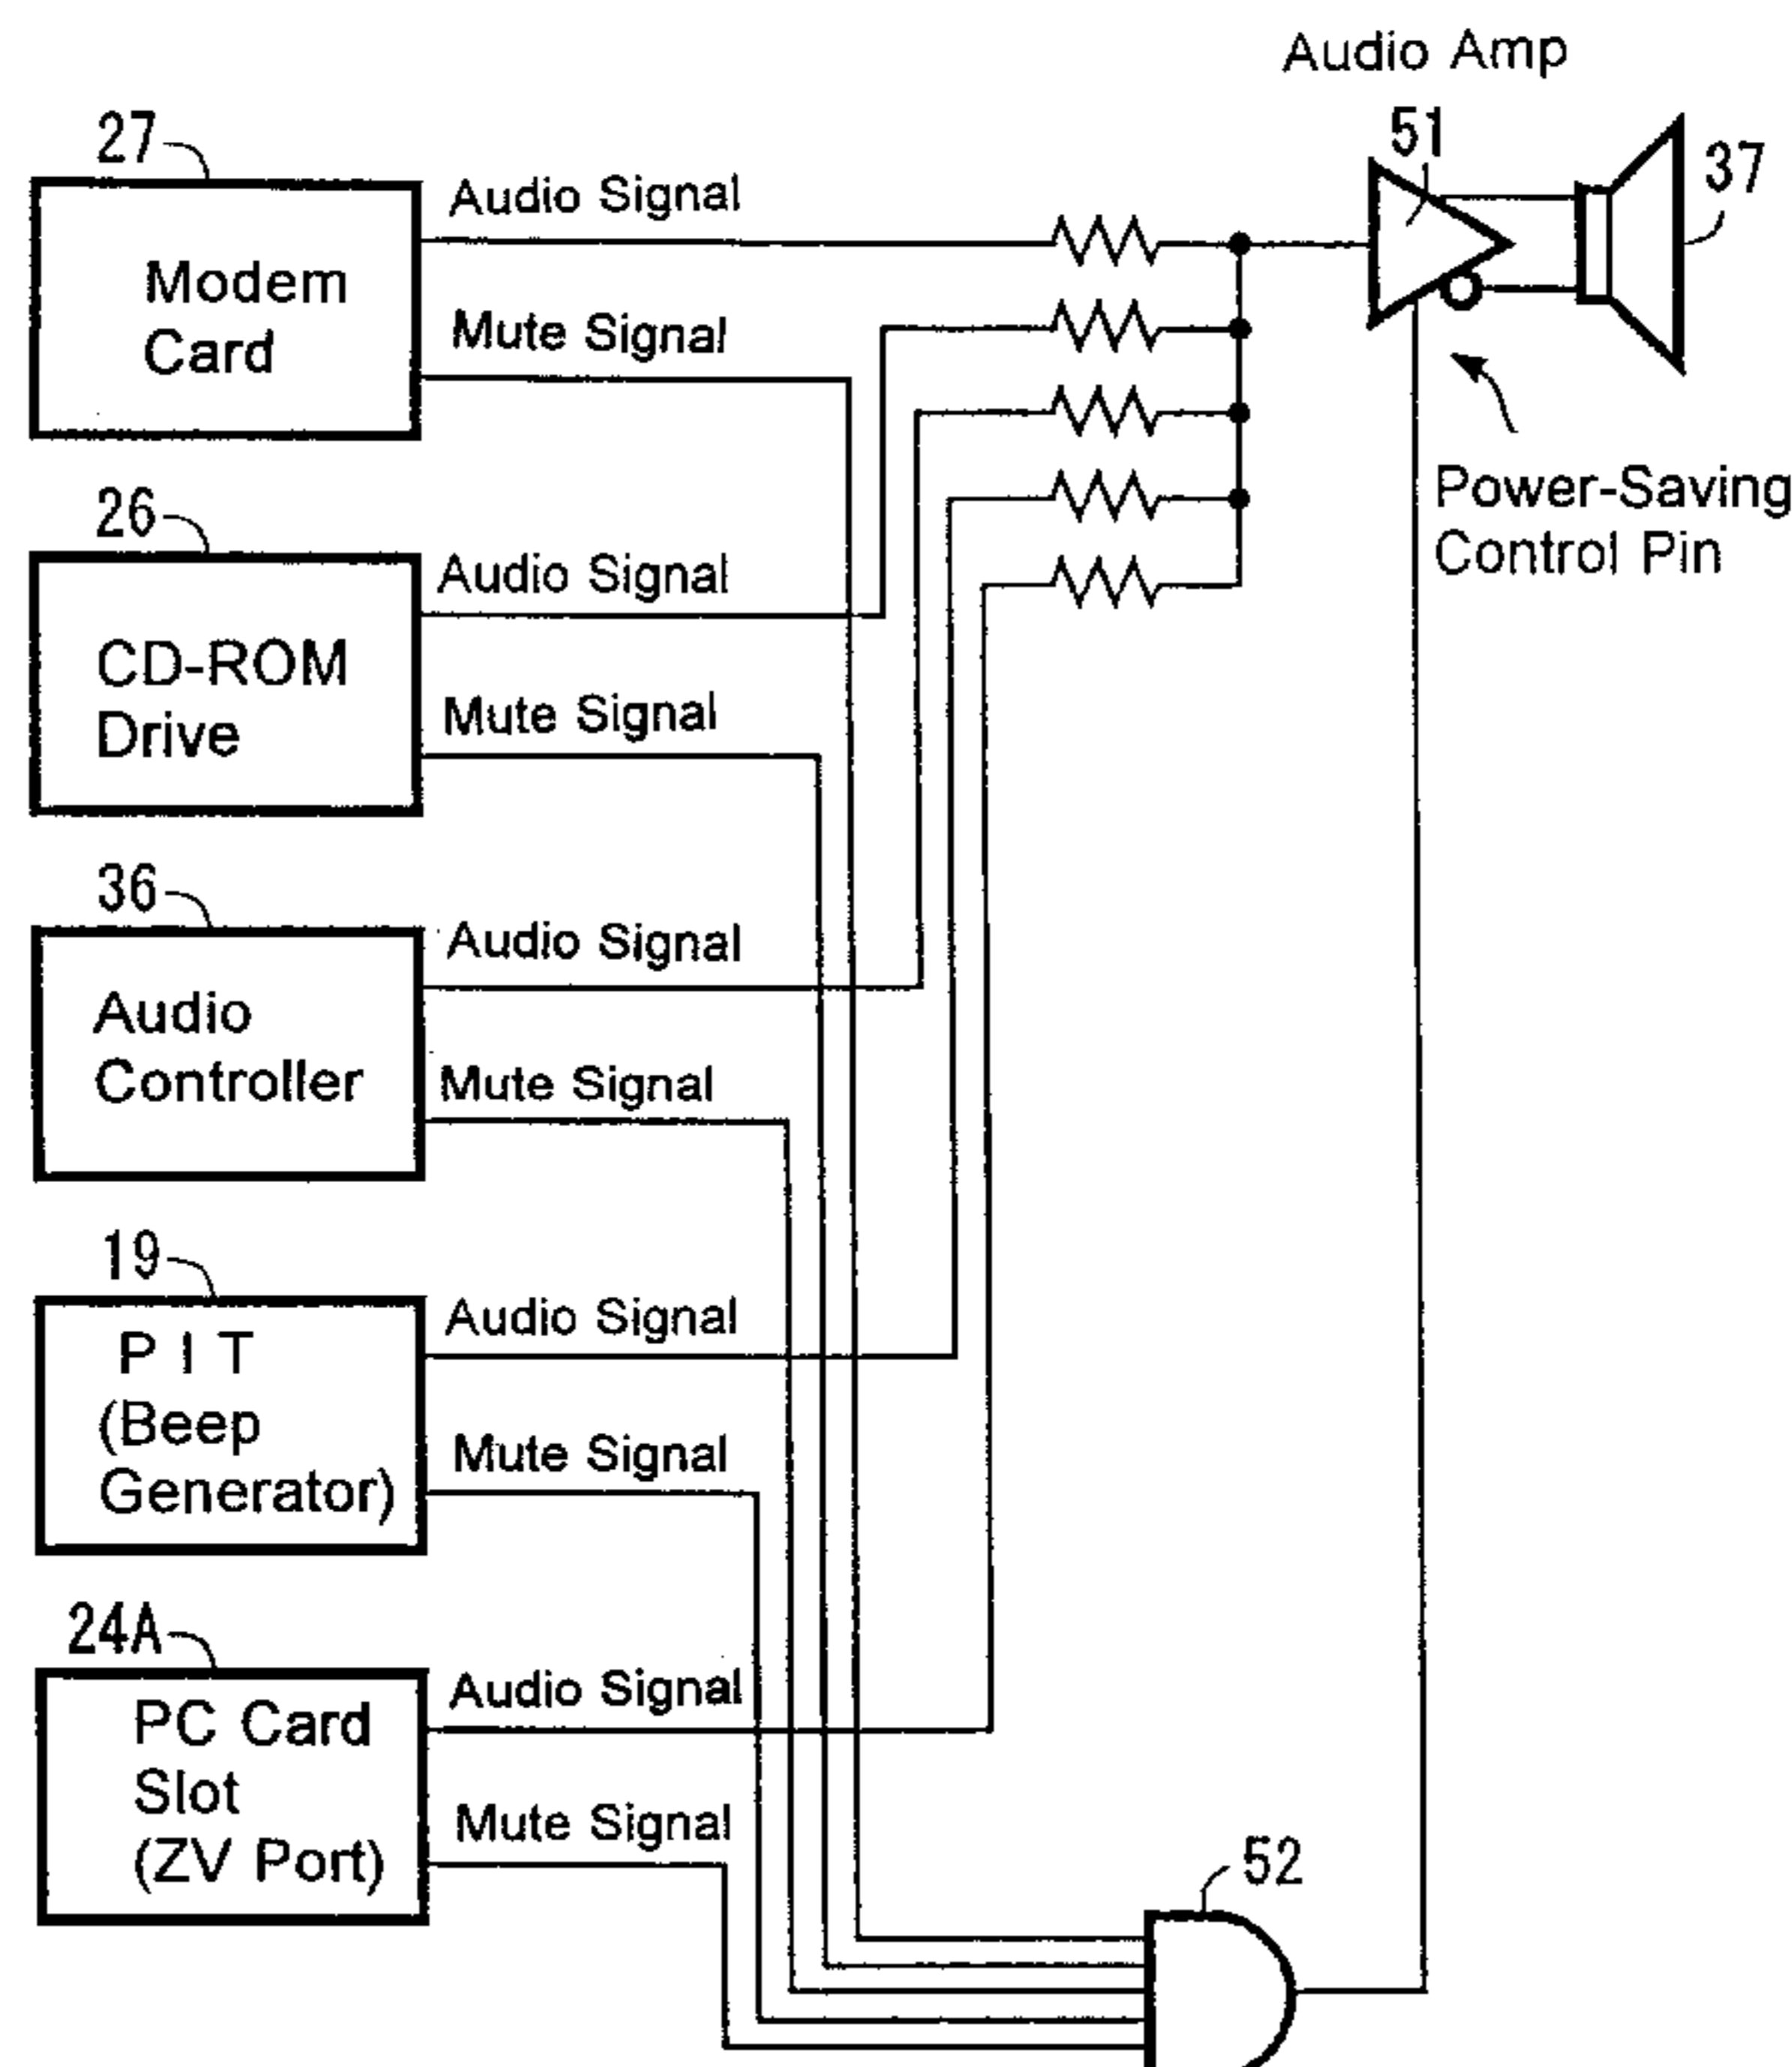 Audio Amp
51
37
27
Modem
Card
Audio Signal
Mute Signal
Power-Saving
Control Pin
26
CD-ROM
Drive
Audio Signal
Mute Signal
36
Audio
Controller
Audio Signal
Mute Signal
19
P I T
(Beep
Generator)
Audio Signal
Mute Signal
24A
PC Card
Slot
(ZV Port)
Audio Signal
Mute Signal
52